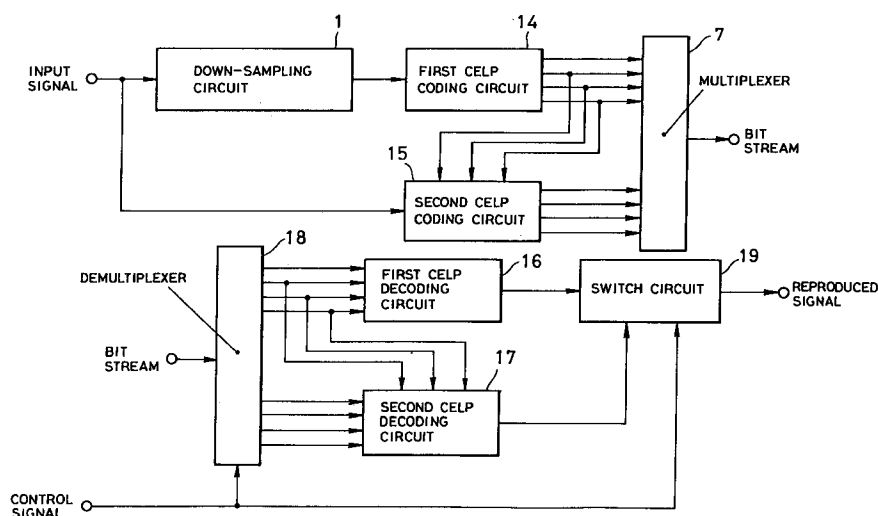 1
14
7
INPUT
SIGNAL
DOWN-SAMPLING
CIRCUIT
FIRST CELP
CODING CIRCUIT
MULTIPLEXER
BIT
STREAM
15
SECOND CELP
CODING CIRCUIT
18
16
19
DEMULTIPLEXER
FIRST CELP
DECODING
CIRCUIT
SWITCH CIRCUIT
REPRODUCED
SIGNAL
BIT
STREAM
17
SECOND CELP
DECODING
CIRCUIT
CONTROL
SIGNAL